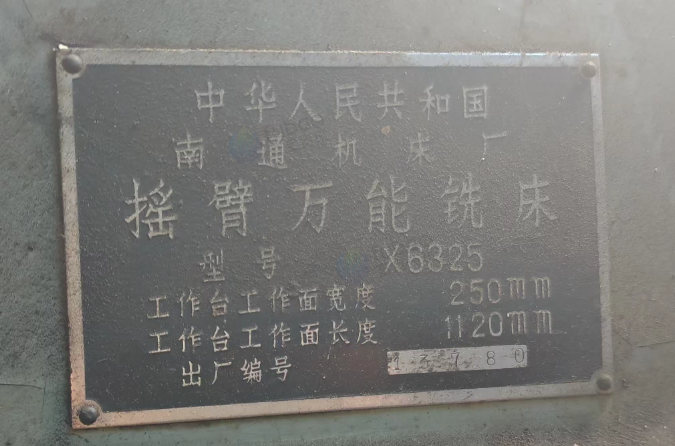 中华人民共和国
南通机床厂
摇臂万能铣床
型号 X6325
工作台工作面宽度 250mm
工作台工作面长度 1120mm
出厂编号